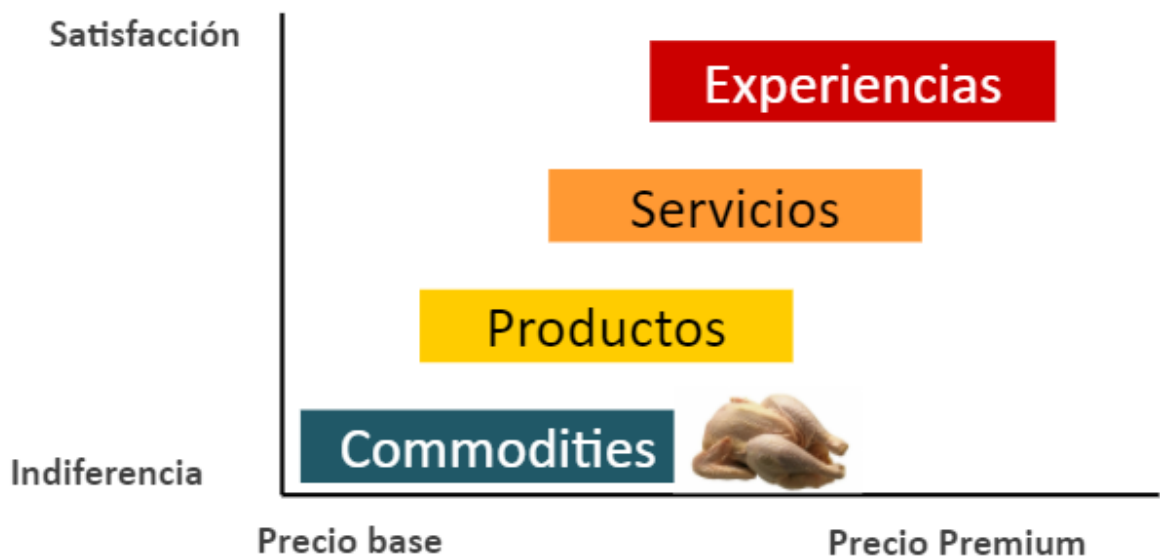 Satisfacción
Experiencias
Servicios
Productos
Commodities
Indiferencia
Precio base
Precio Premium